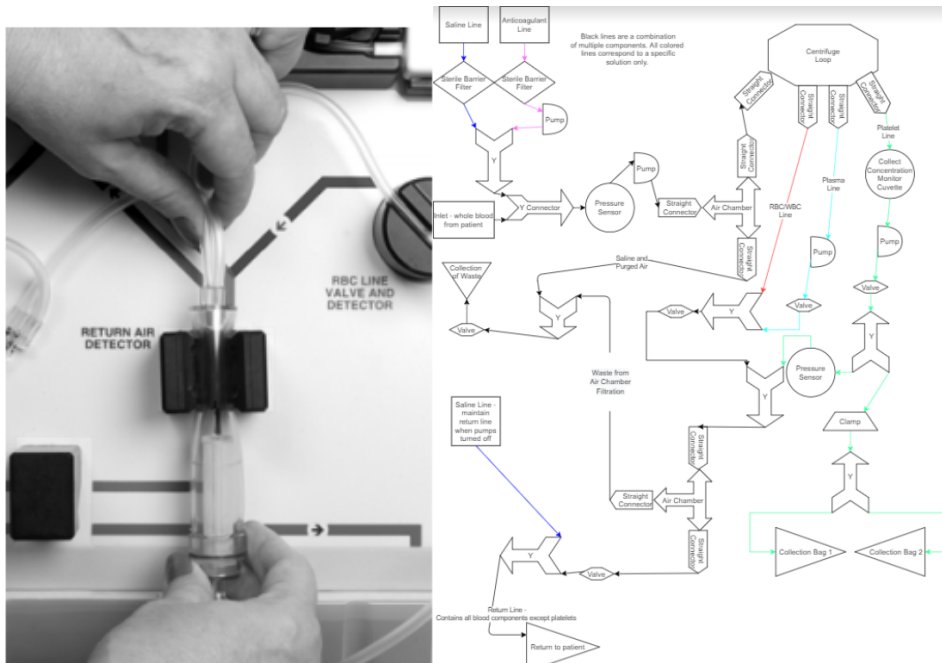 RETURN AIR
DETECTOR
RBC LINE
VALVE AND
DETECTOR
Saline Line
Anticoagulant
Line
Black lines are a combination
of multiple components. All colored
lines correspond to a specific
solution only.
Sterile Barrier
Filter
Sterile Barrier
Filter
Pump
Y
Y Connector
Inlet - whole blood
from patient
Pressure
Sensor
Pump
Straight
Connector
Air Chamber
Straight
Connector
Straight
Connector
Straight
Connector
Centrifuge
Loop
Straight
Connector
Straight
Connector
Straight
Connector
Platelet
Line
Collect
Concentration
Monitor
Cuvette
Plasma
Line
RBC/WBC
Line
Pump
Pump
Valve
Valve
Saline and
Purged Air
Collection
of Waste
Valve
Y
Valve
Y
Y
Pressure
Sensor
Y
Waste from
Air Chamber
Filtration
Clamp
Y
Collection Bag 1
Collection Bag 2
Saline Line -
maintain
return line
when pumps
turned off
Straight
Connector
Straight
Connector
Air Chamber
Straight
Connector
Valve
Y
Return Line -
Contains all blood components except platelets
Return to patient